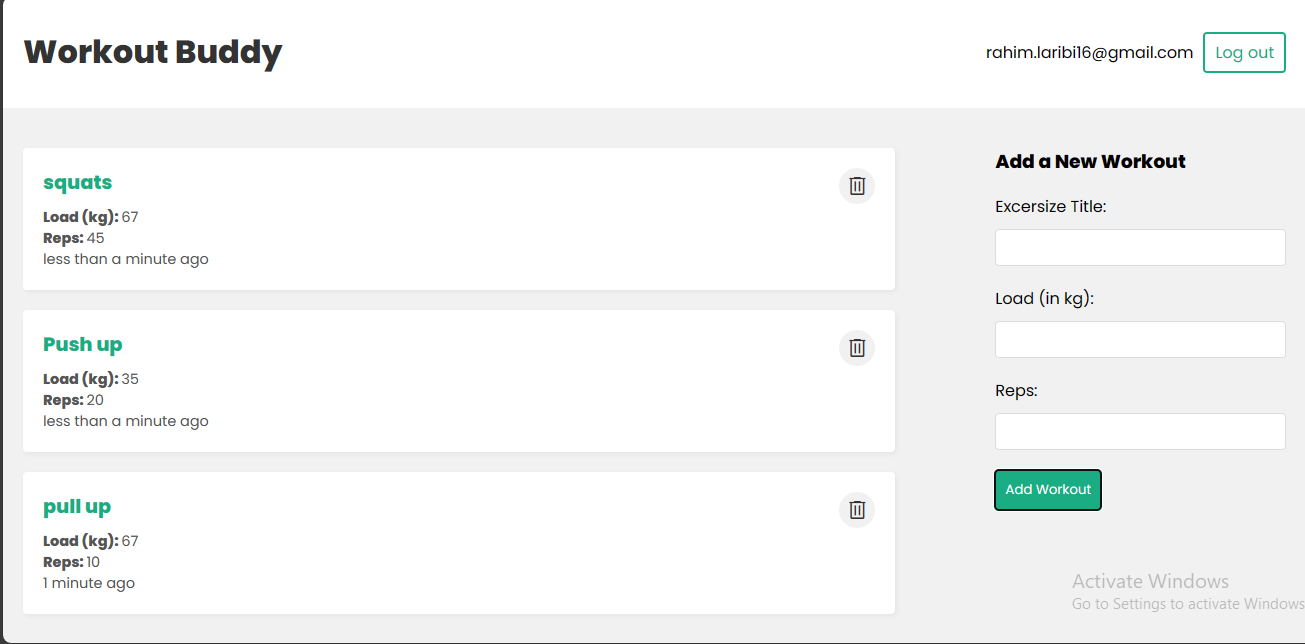 Workout Buddy
rahim.laribi16@gmail.com
Log out
squats
Load (kg): 67
Reps: 45
less than a minute ago
Push up
Load (kg): 35
Reps: 20
less than a minute ago
pull up
Load (kg): 67
Reps: 10
1 minute ago
Add a New Workout
Excersize Title:
Load (in kg):
Reps:
Add Workout
Activate Windows
Go to Settings to activate Windows